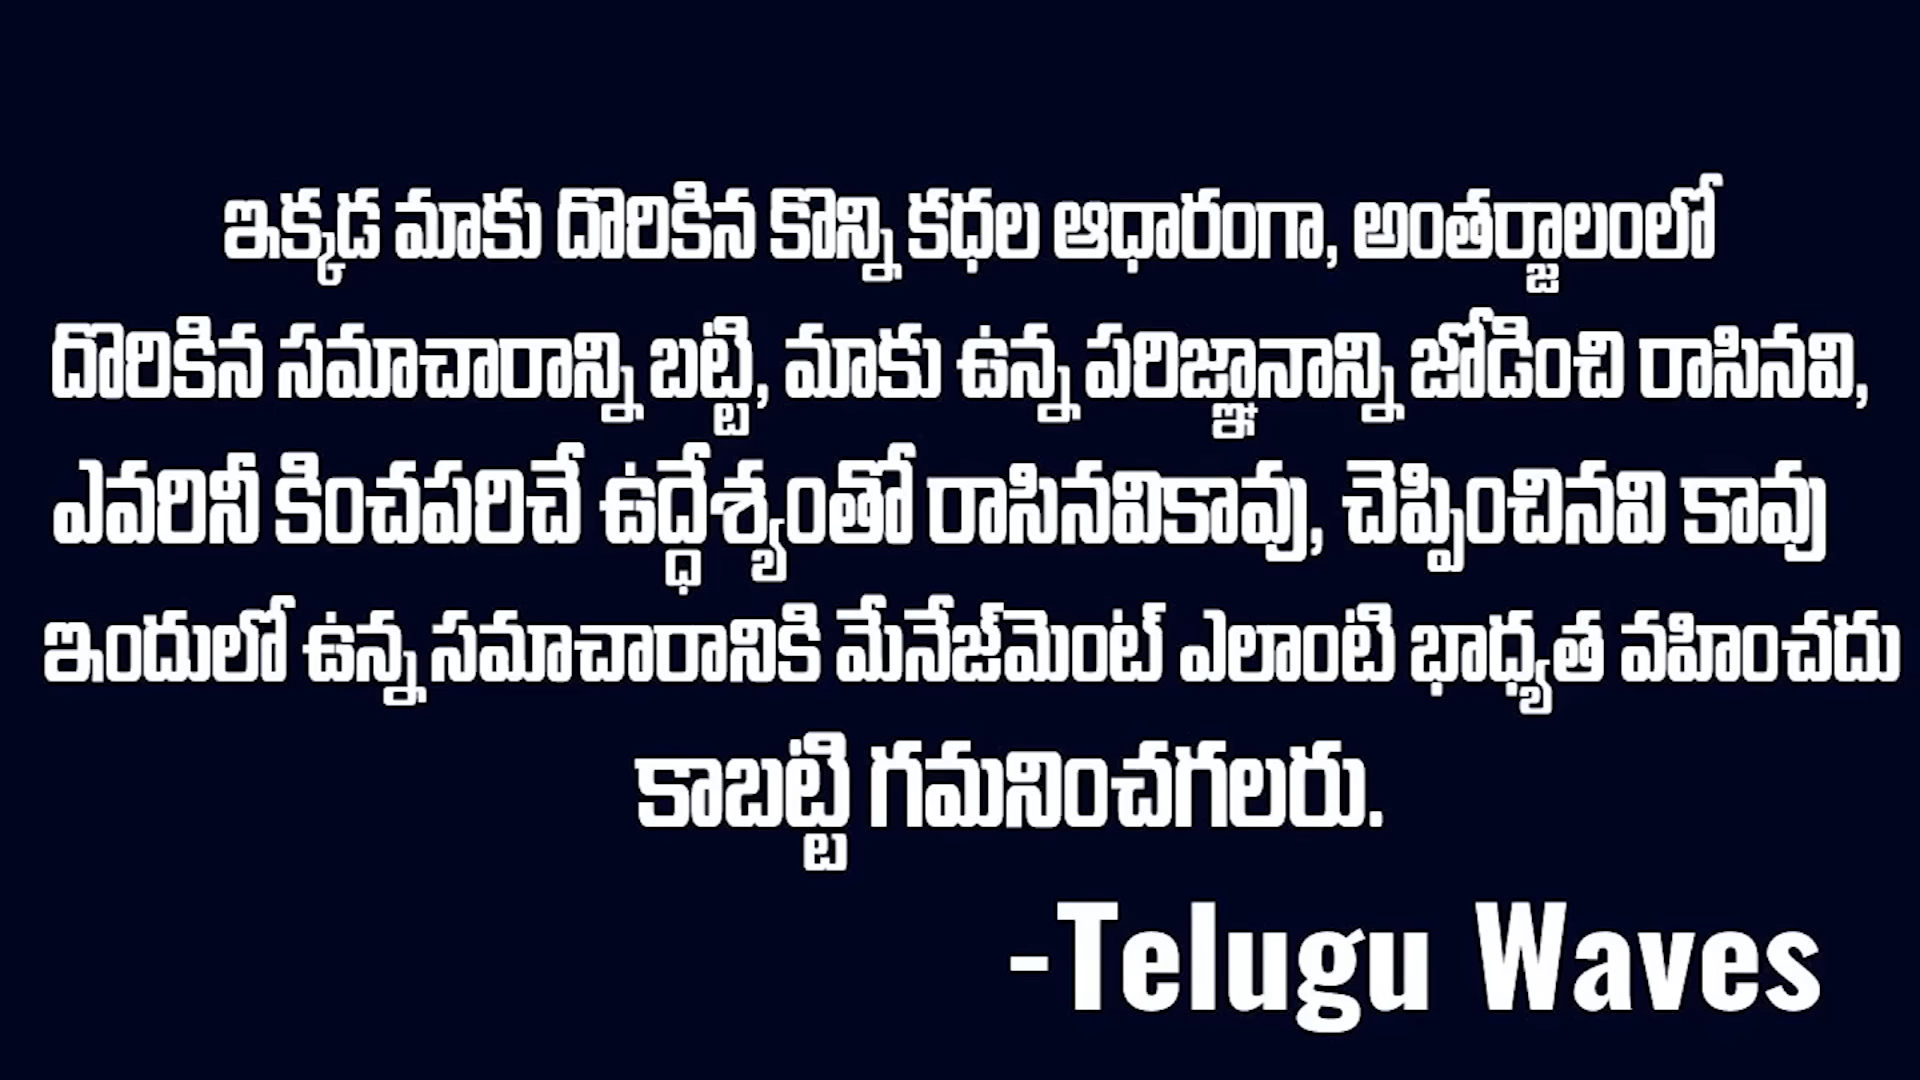 ఇక్కడ మాకు దొరికిన కొన్ని కధల ఆధారంగా, అంతర్జాలంలో
దొరికిన సమాచారాన్ని బట్టి, మాకు ఉన్న పరిజ్ఞానాన్ని జోడించి రాసినవి,
ఎవరినీ కించపరిచే ఉద్ధేశ్యంతో రాసినవికావు, చెప్పించినవి కావు
ఇందులో ఉన్న సమాచారానికి మేనేజ్‌మెంట్ ఎలాంటి భాధ్యత వహించదు
కాబట్టి గమనించగలరు.
-Telugu Waves